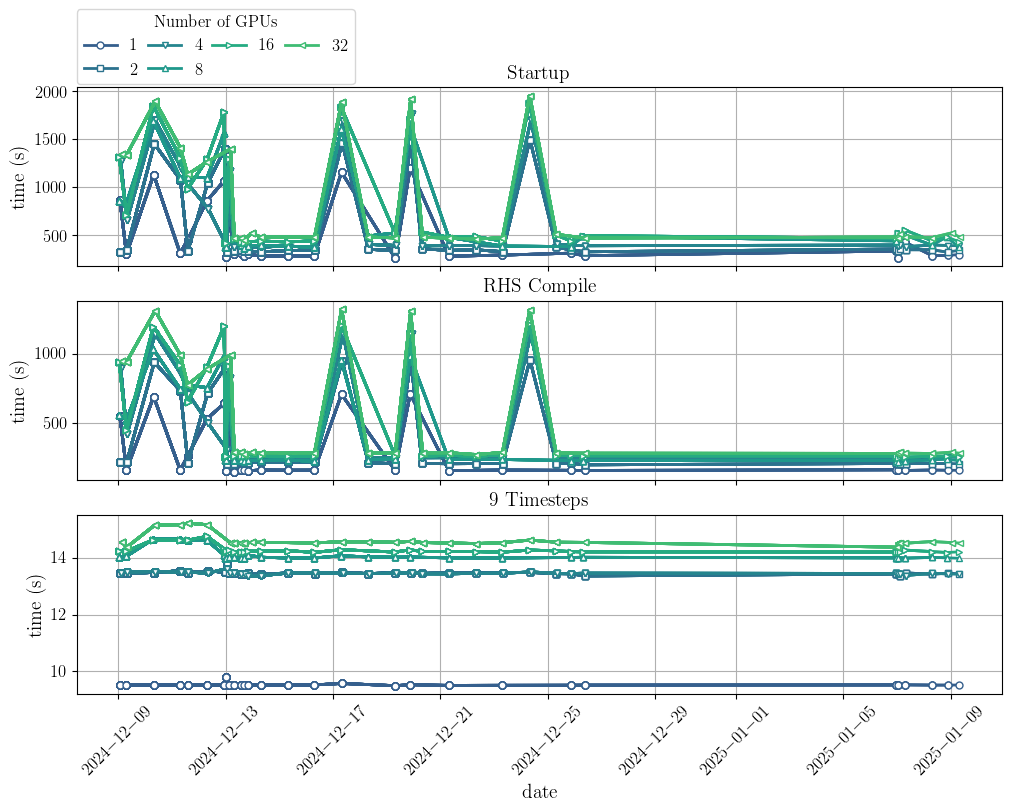 Number of GPUs
1 4 16 32
2 8
Startup
2000
1500
1000
500
time (s)
RHS Compile
1000
500
time (s)
9 Timesteps
14
12
10
time (s)
2024−12−09 2024−12−13 2024−12−17 2024−12−21 2024−12−25 2024−12−29 2025−01−01 2025−01−05 2025−01−09
date